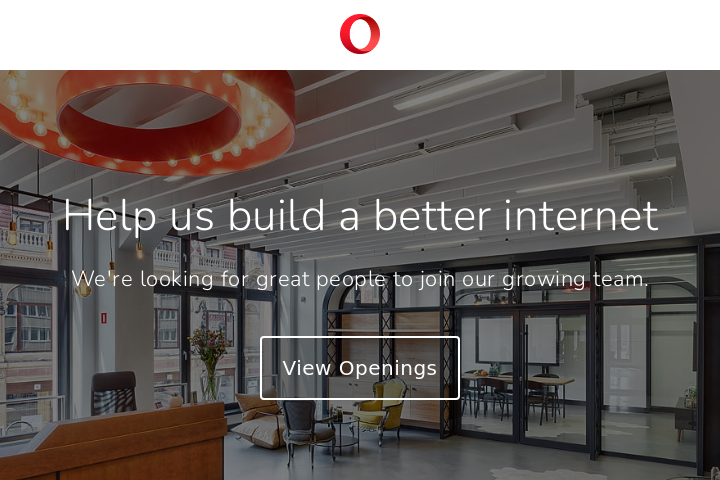 Help us build a better internet
We're looking for great people to join our growing team.
View Openings